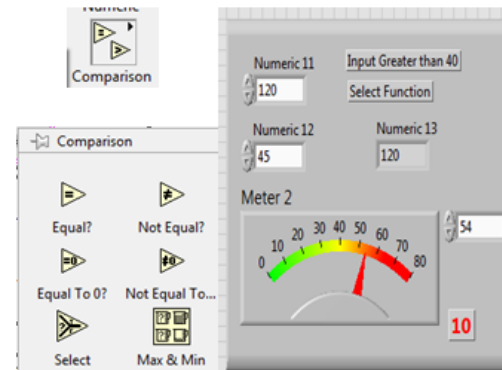 Numeric
Comparison
Comparison
Equal?
Not Equal?
Equal To 0?
Not Equal To...
Select
Max & Min
Numeric 11
120
Input Greater than 40
Select Function
Numeric 12
45
Numeric 13
120
Meter 2
0
10
20
30
40
50
60
70
80
54
10